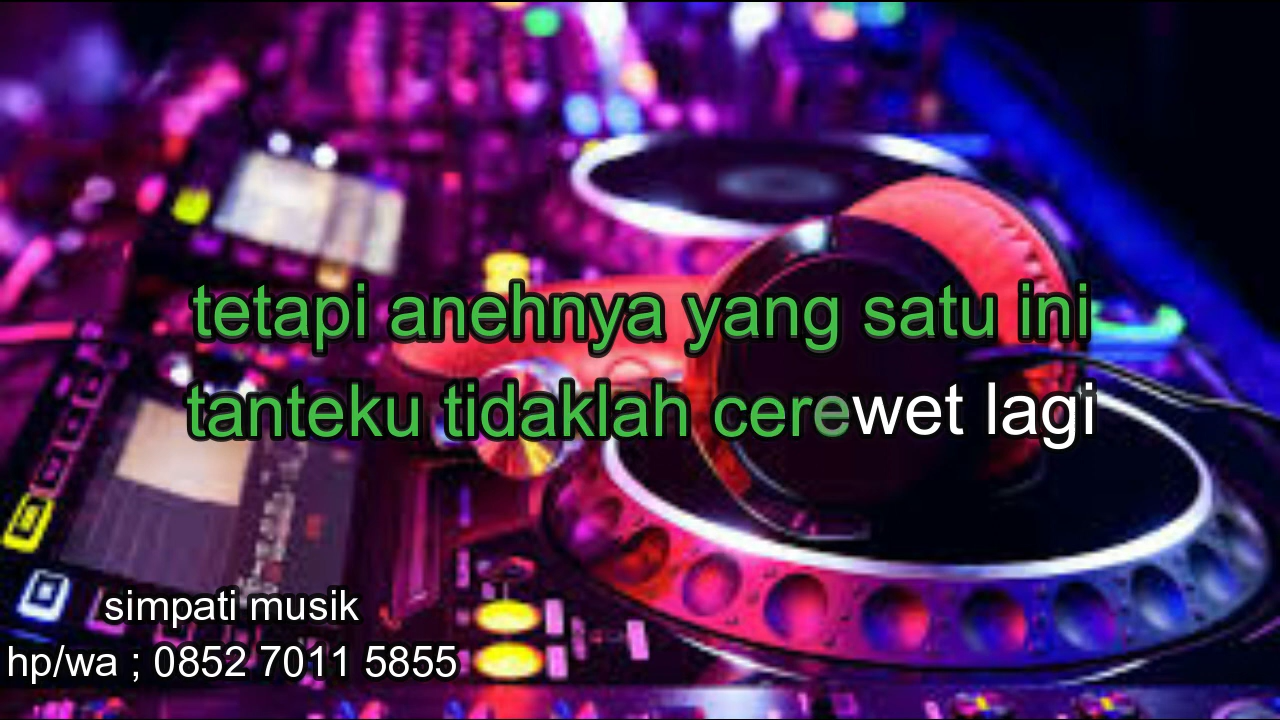 tetapi anehnya yang satu ini
tanteku tidaklah cerewet lagi
simpati musik
hp/wa ; 0852 7011 5855